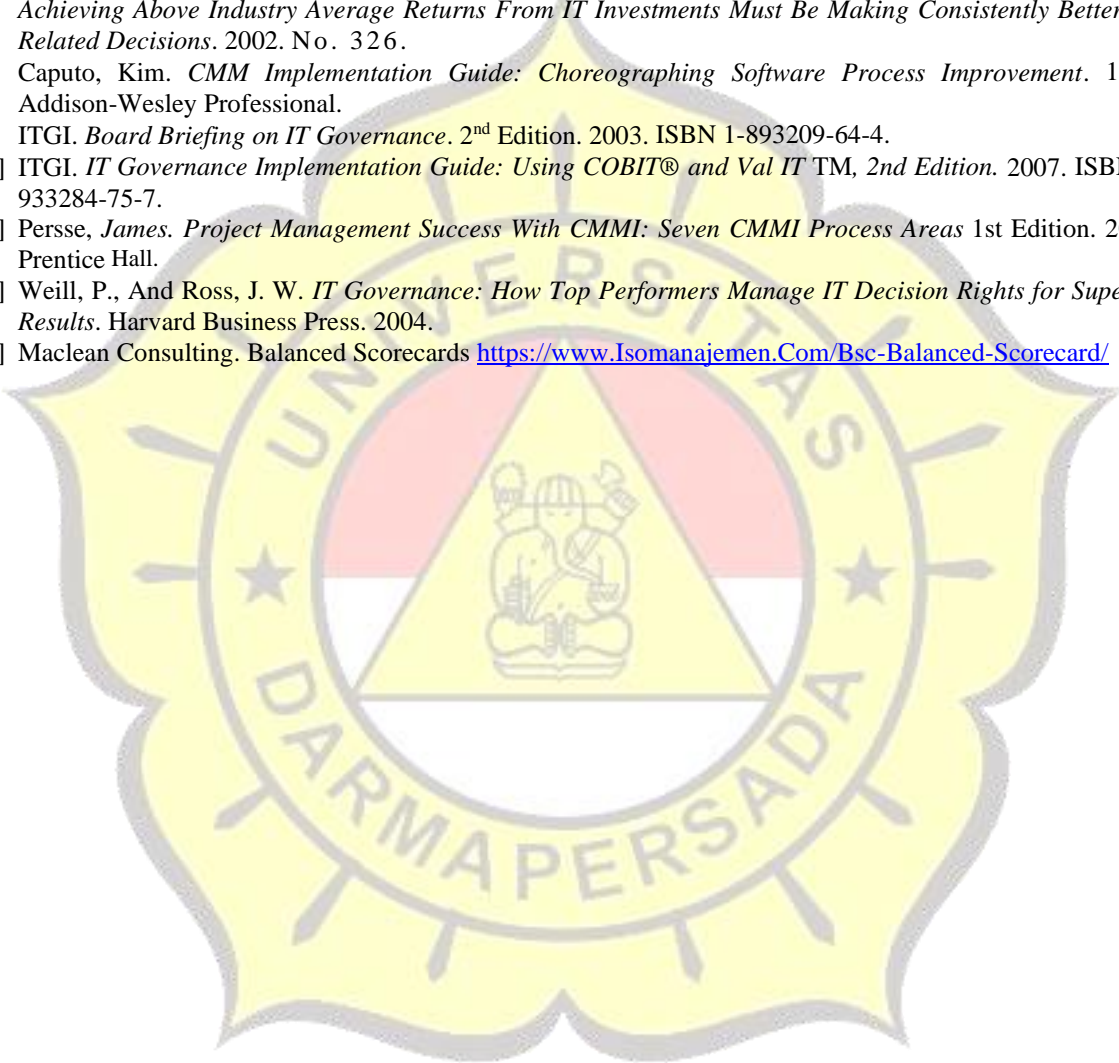 Achieving Above Industry Average Returns From IT Investments Must Be Making Consistently Better
Related Decisions. 2002. No. 326.
Caputo, Kim. CMM Implementation Guide: Choreographing Software Process Improvement. 1
Addison-Wesley Professional.
ITGI. Board Briefing on IT Governance. 2nd Edition. 2003. ISBN 1-893209-64-4.
] ITGI. IT Governance Implementation Guide: Using COBIT® and Val IT TM, 2nd Edition. 2007. ISB
933284-75-7.
] Persse, James. Project Management Success With CMMI: Seven CMMI Process Areas 1st Edition. 2
Prentice Hall.
] Weill, P., And Ross, J. W. IT Governance: How Top Performers Manage IT Decision Rights for Supe
Results. Harvard Business Press. 2004.
] Maclean Consulting. Balanced Scorecards https://www.Isomanajemen.Com/Bsc-Balanced-Scorecard/
UNIVERSITAS
DARMA PERSADA